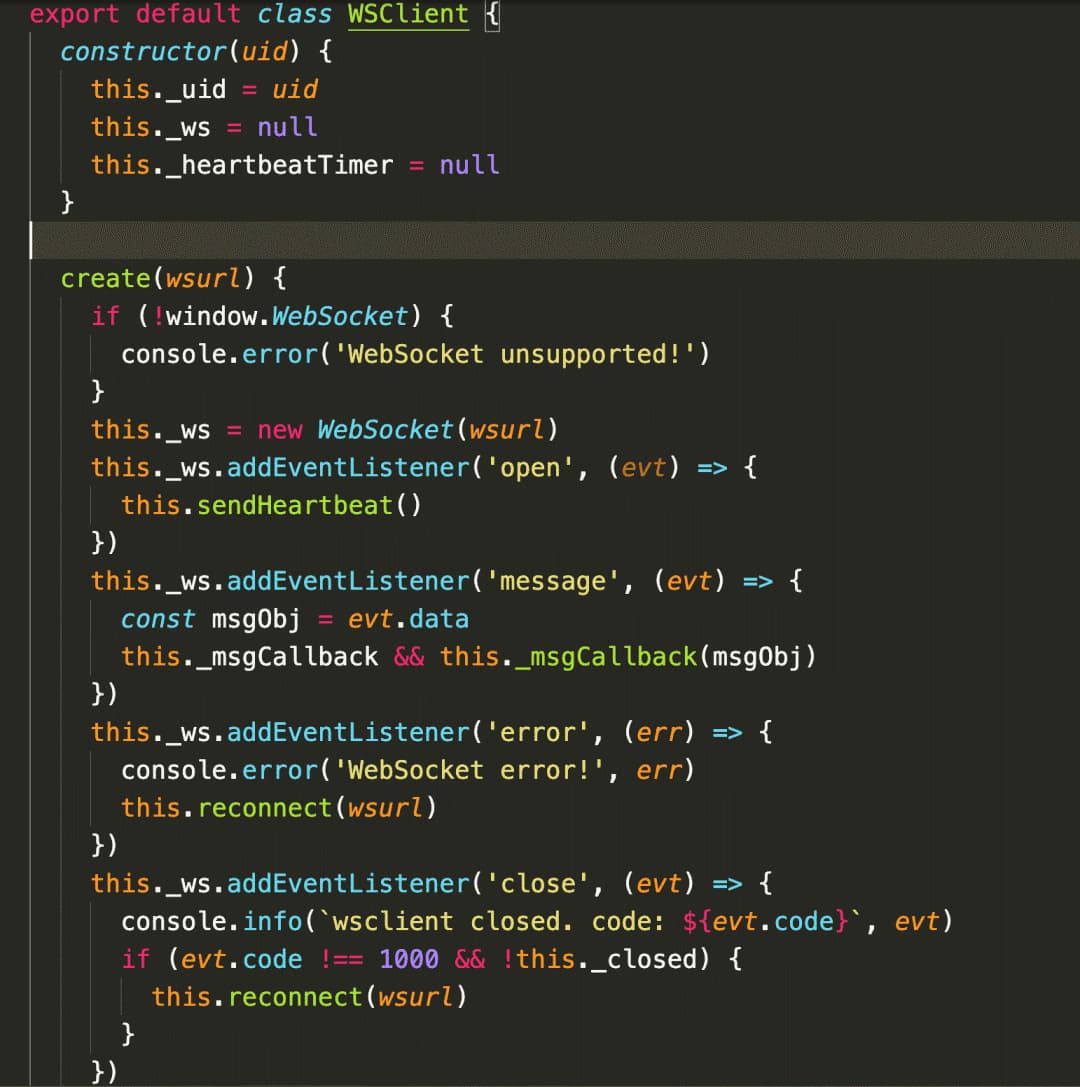 export default class WSClient {
constructor(uid) {
this._uid = uid
this._ws = null
this._heartbeatTimer = null
}
create(wsurl) {
if (!window.WebSocket) {
console.error('WebSocket unsupported!')
}
this._ws = new WebSocket(wsurl)
this._ws.addEventListener('open', (evt) => {
this.sendHeartbeat()
})
this._ws.addEventListener('message', (evt) => {
const msgObj = evt.data
this._msgCallback && this._msgCallback(msgObj)
})
this._ws.addEventListener('error', (err) => {
console.error('WebSocket error!', err)
this.reconnect(wsurl)
})
this._ws.addEventListener('close', (evt) => {
console.info(`wsclient closed. code: ${evt.code}`, evt)
if (evt.code !== 1000 && !this._closed) {
this.reconnect(wsurl)
}
})